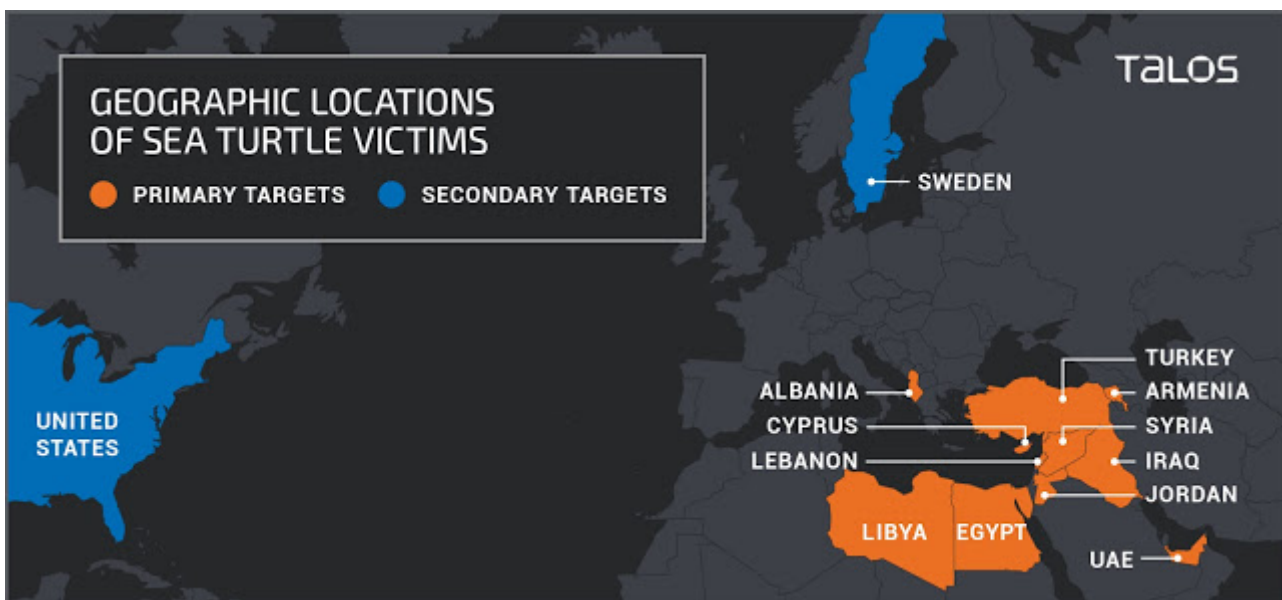 TALOS
GEOGRAPHIC LOCATIONS
OF SEA TURTLE VICTIMS
PRIMARY TARGETS
SECONDARY TARGETS
SWEDEN
UNITED
STATES
ALBANIA
CYPRUS
LEBANON
TURKEY
ARMENIA
SYRIA
IRAQ
JORDAN
LIBYA
EGYPT
UAE